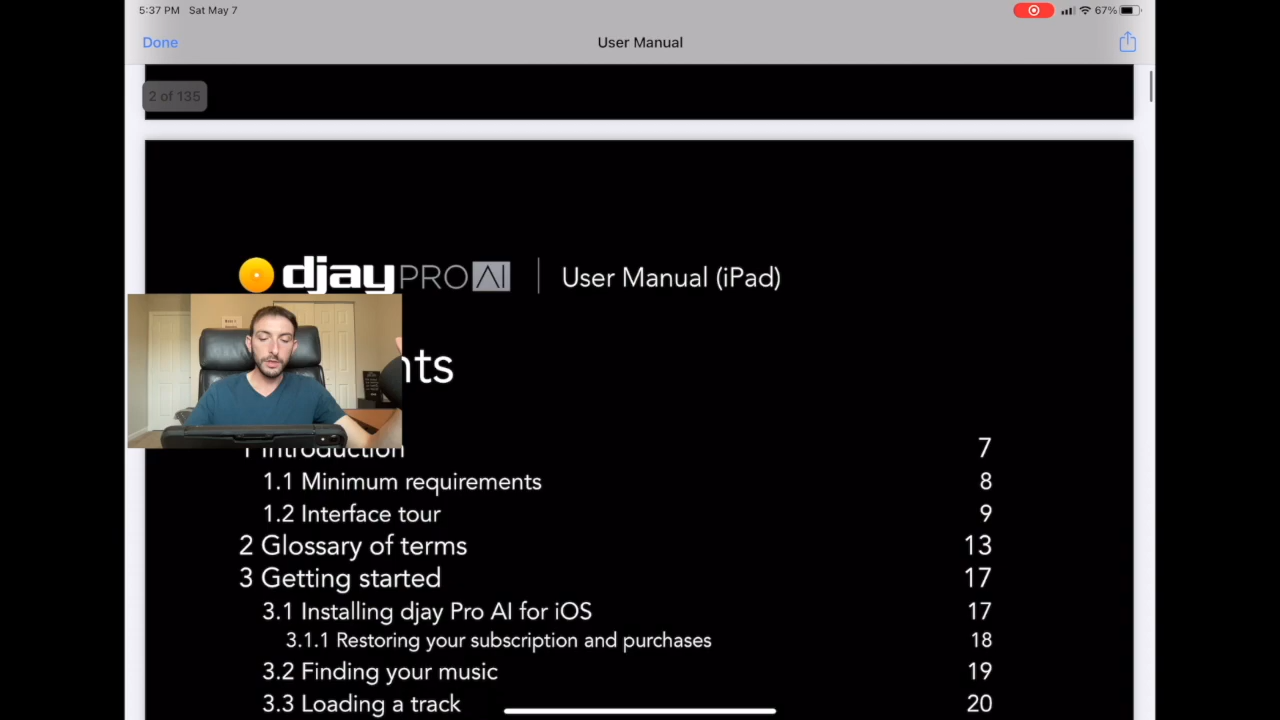 5:37 PM Sat May 7
67%
Done
User Manual
2 of 135
djay PRO AI
User Manual (iPad)
nts
1 Introduction 7
1.1 Minimum requirements 8
1.2 Interface tour 9
2 Glossary of terms 13
3 Getting started 17
3.1 Installing djay Pro AI for iOS 17
3.1.1 Restoring your subscription and purchases 18
3.2 Finding your music 19
3.3 Loading a track 20